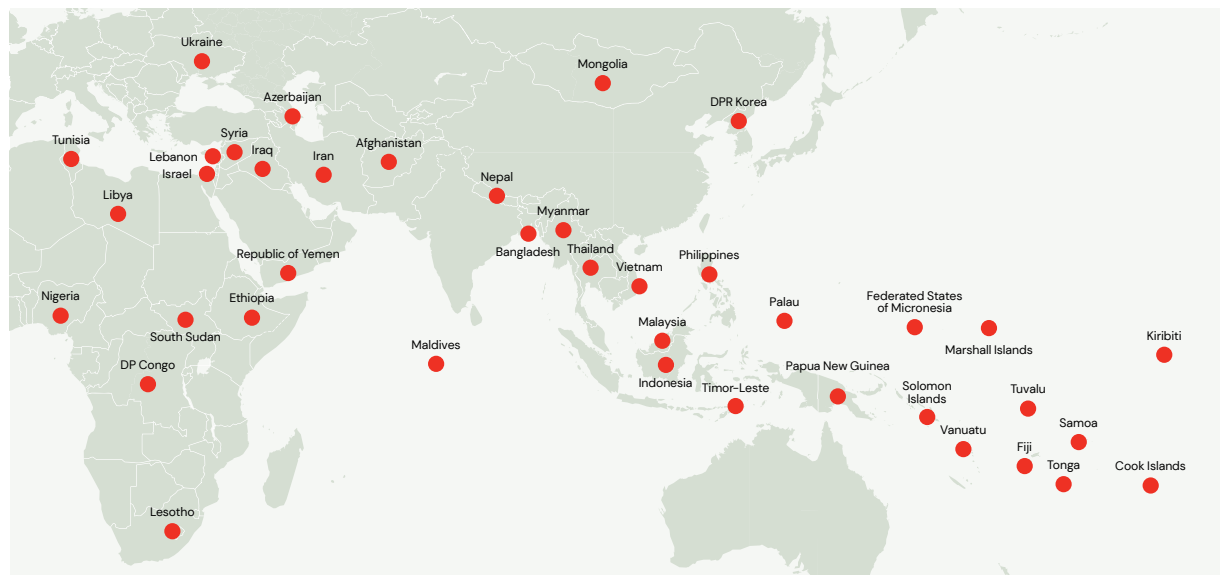 Ukraine
Mongolia
Azerbaijan
DPR Korea
Tunisia
Syria
Afghanistan
Lebanon
Iraq
Iran
Israel
Nepal
Libya
Myanmar
Bangladesh
Thailand
Republic of Yemen
Philippines
Vietnam
Nigeria
Ethiopia
Palau
Federated States
of Micronesia
South Sudan
Malaysia
Marshall Islands
Kiribiti
Maldives
DP Congo
Papua New Guinea
Indonesia
Timor-Leste
Solomon
Islands
Tuvalu
Vanuatu
Samoa
Fiji
Tonga
Cook Islands
Lesotho